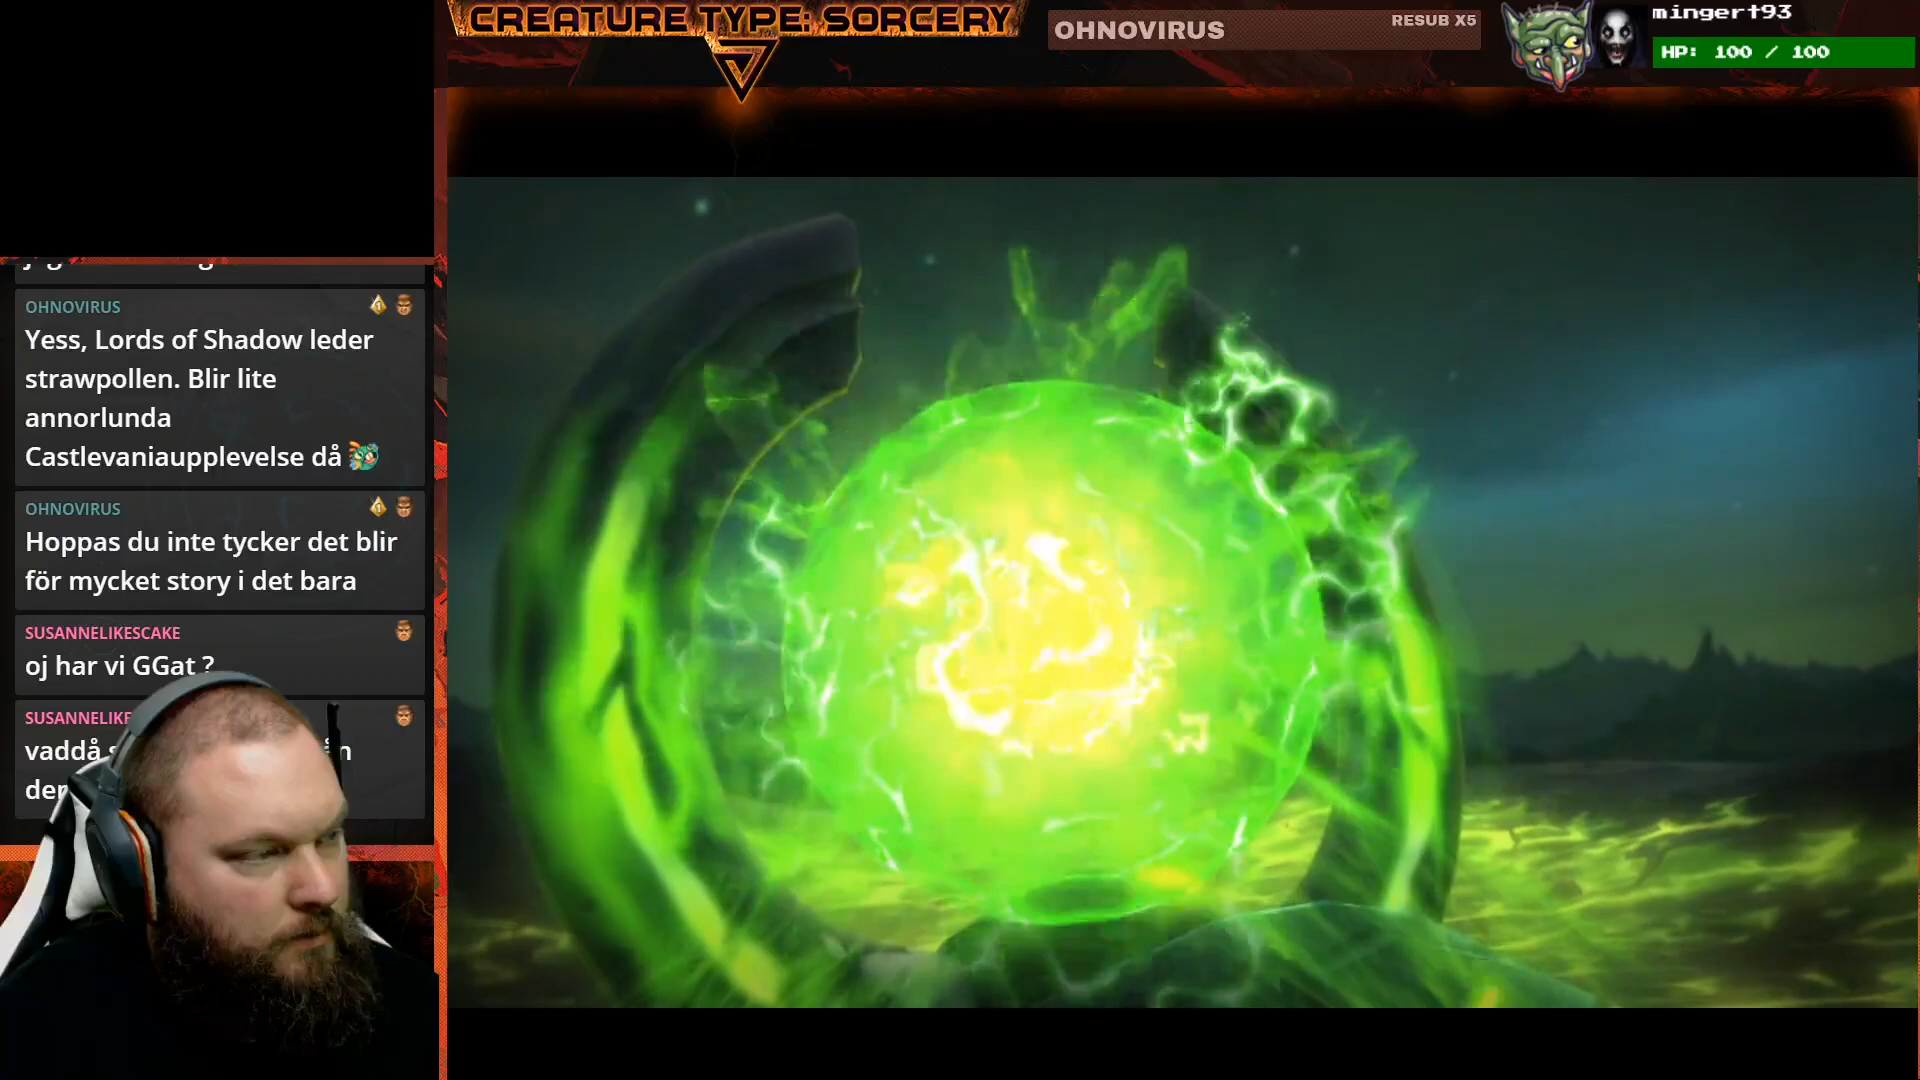 CREATURE TYPE: SORCERY
OHNOVIRUS
RESUB X5
mingert93
HP: 100 / 100
OHNOVIRUS
Yess, Lords of Shadow leder
strawpollen. Blir lite
annorlunda
Castlevaniaupplevelse då
OHNOVIRUS
Hoppas du inte tycker det blir
för mycket story i det bara
SUSANNELIKESCAKE
oj har vi GGat ?
SUSANNELIKE
vaddå